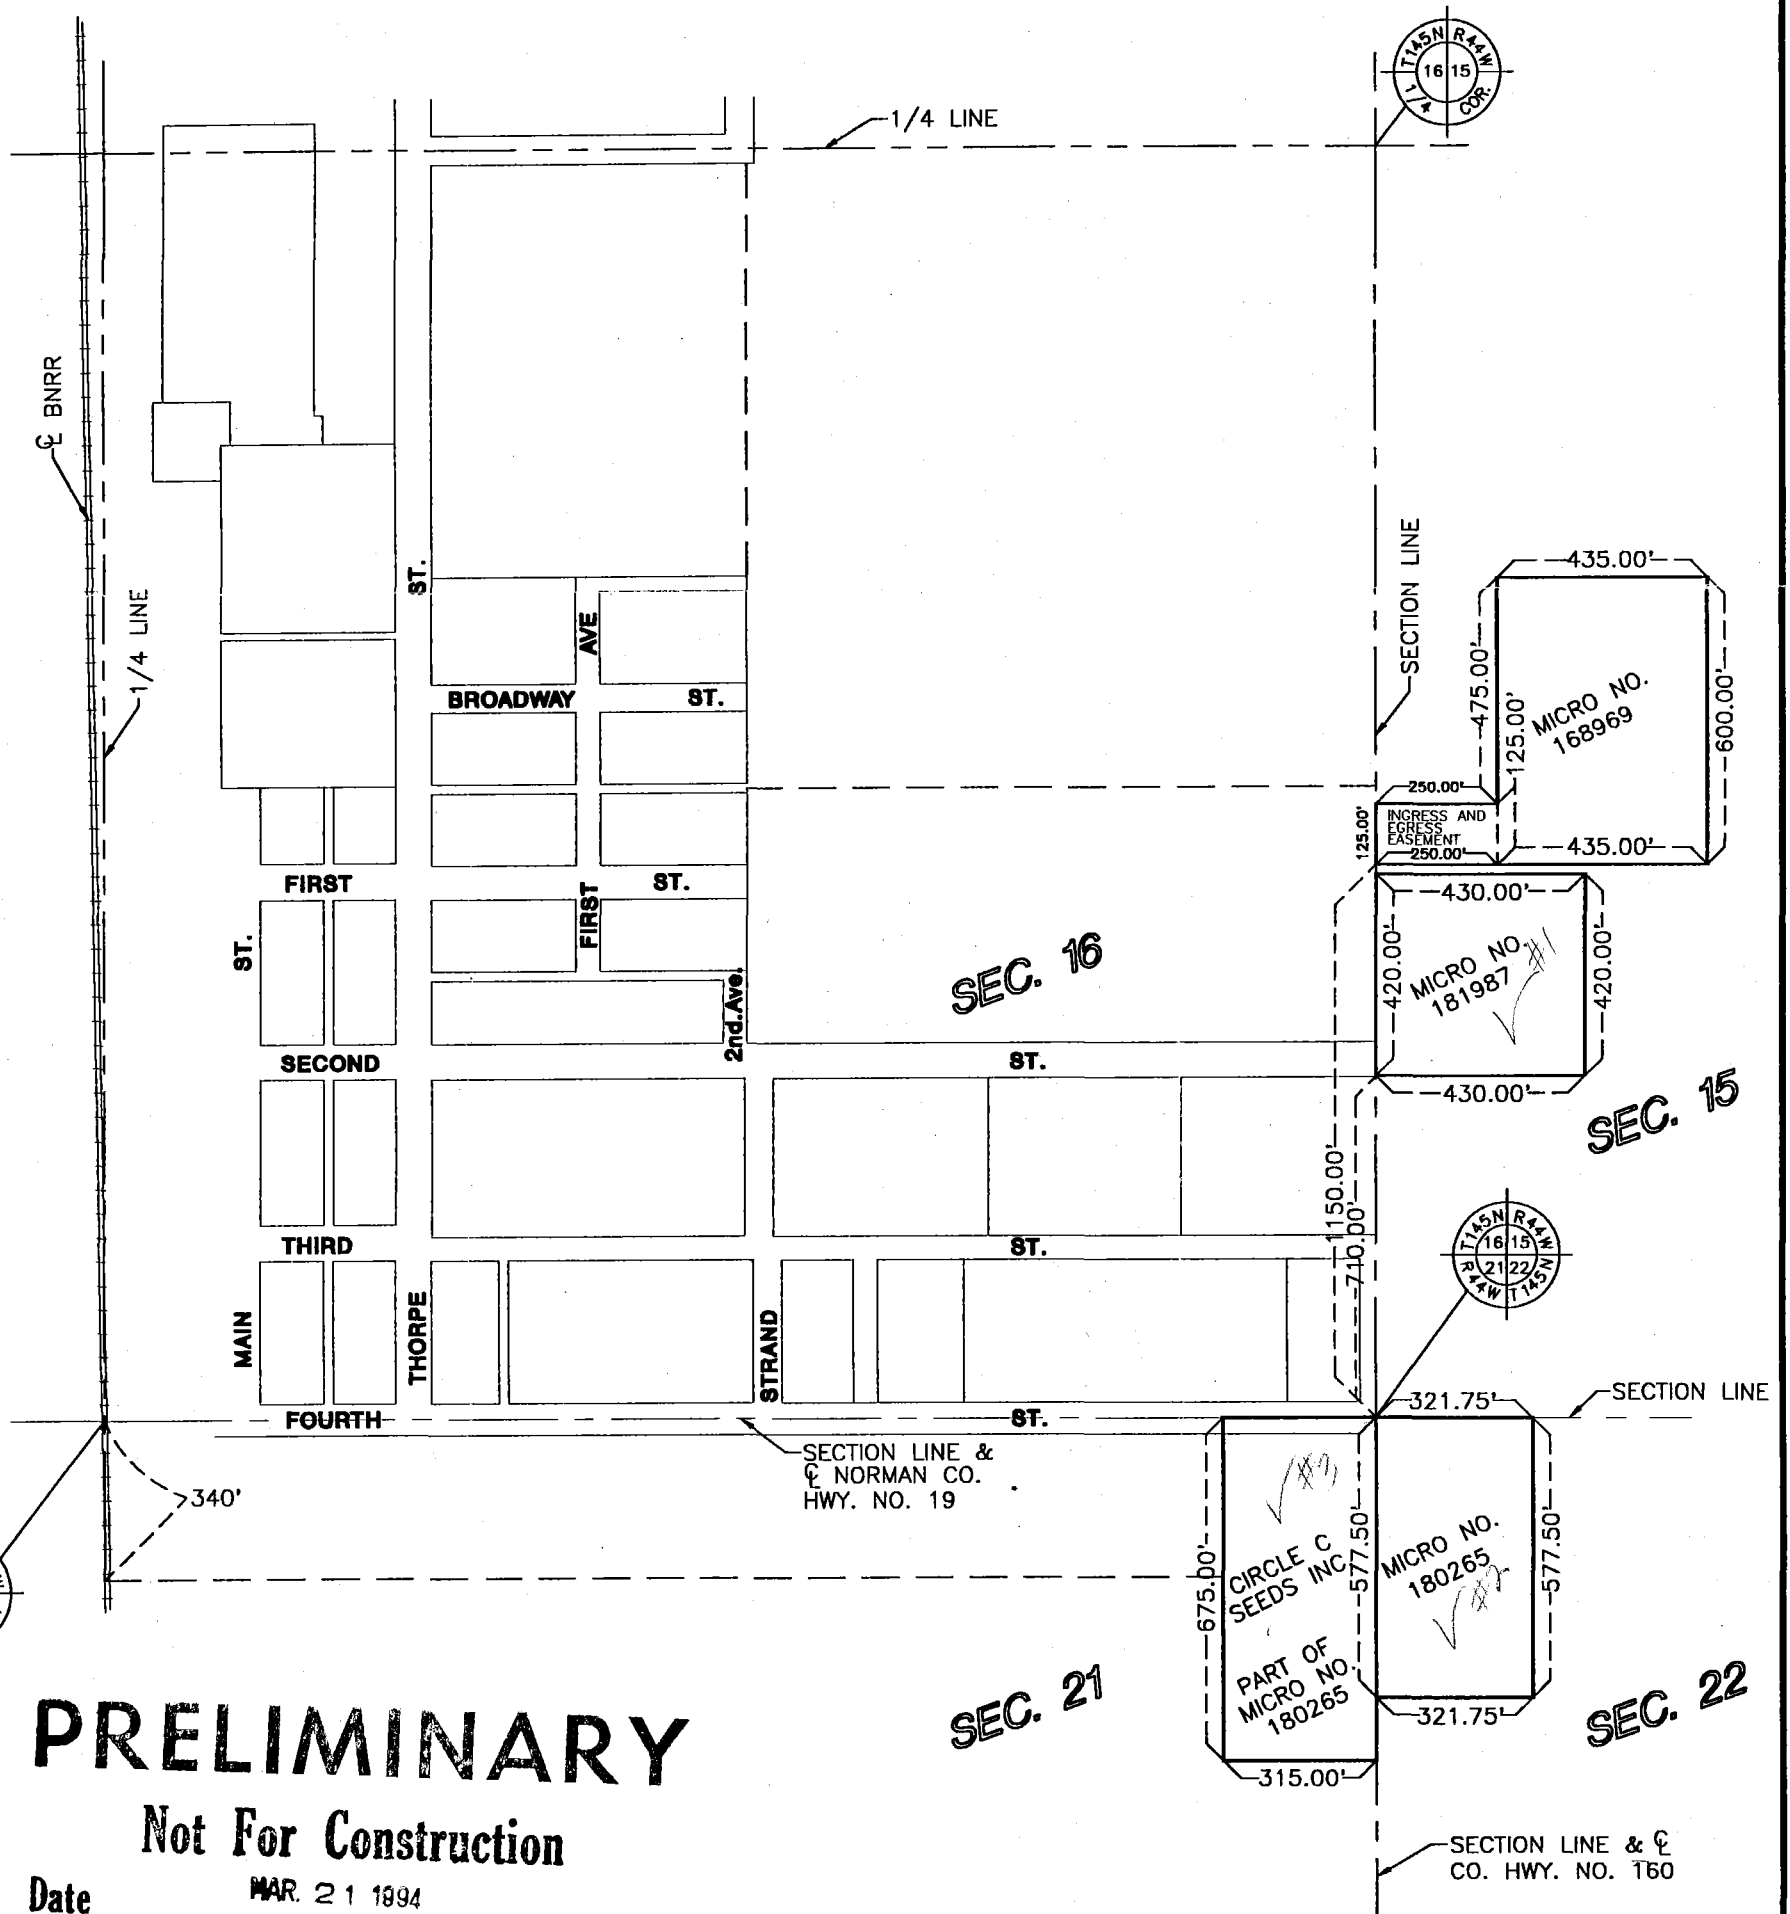 T145N R44W
16 15
1/4 COR.
1/4 LINE
℄ BNRR
1/4 LINE
SECTION LINE
435.00'
475.00'
125.00'
MICRO NO.
168969
600.00'
ST.
AVE
BROADWAY ST.
250.00'
125.00'
INGRESS AND
EGRESS
EASEMENT
250.00'
435.00'
FIRST ST.
FIRST
ST.
430.00'
420.00'
MICRO NO. #1
181987
420.00'
430.00'
SEC. 16
2nd. Ave.
SECOND ST.
SEC. 15
1150.00'
710.00'
T145N R44W
16 15
21 22
R44W T145N
THIRD ST.
MAIN
THORPE
STRAND
321.75'
SECTION LINE
FOURTH ST.
SECTION LINE &
℄ NORMAN CO.
HWY. NO. 19
340'
675.00'
CIRCLE C
SEEDS INC
PART OF
MICRO NO.
180265
577.50'
MICRO NO.
180265
#2
577.50'
321.75'
315.00'
SEC. 21
SEC. 22
PRELIMINARY
Not For Construction
Date MAR. 21 1994
SECTION LINE & ℄
CO. HWY. NO. 160